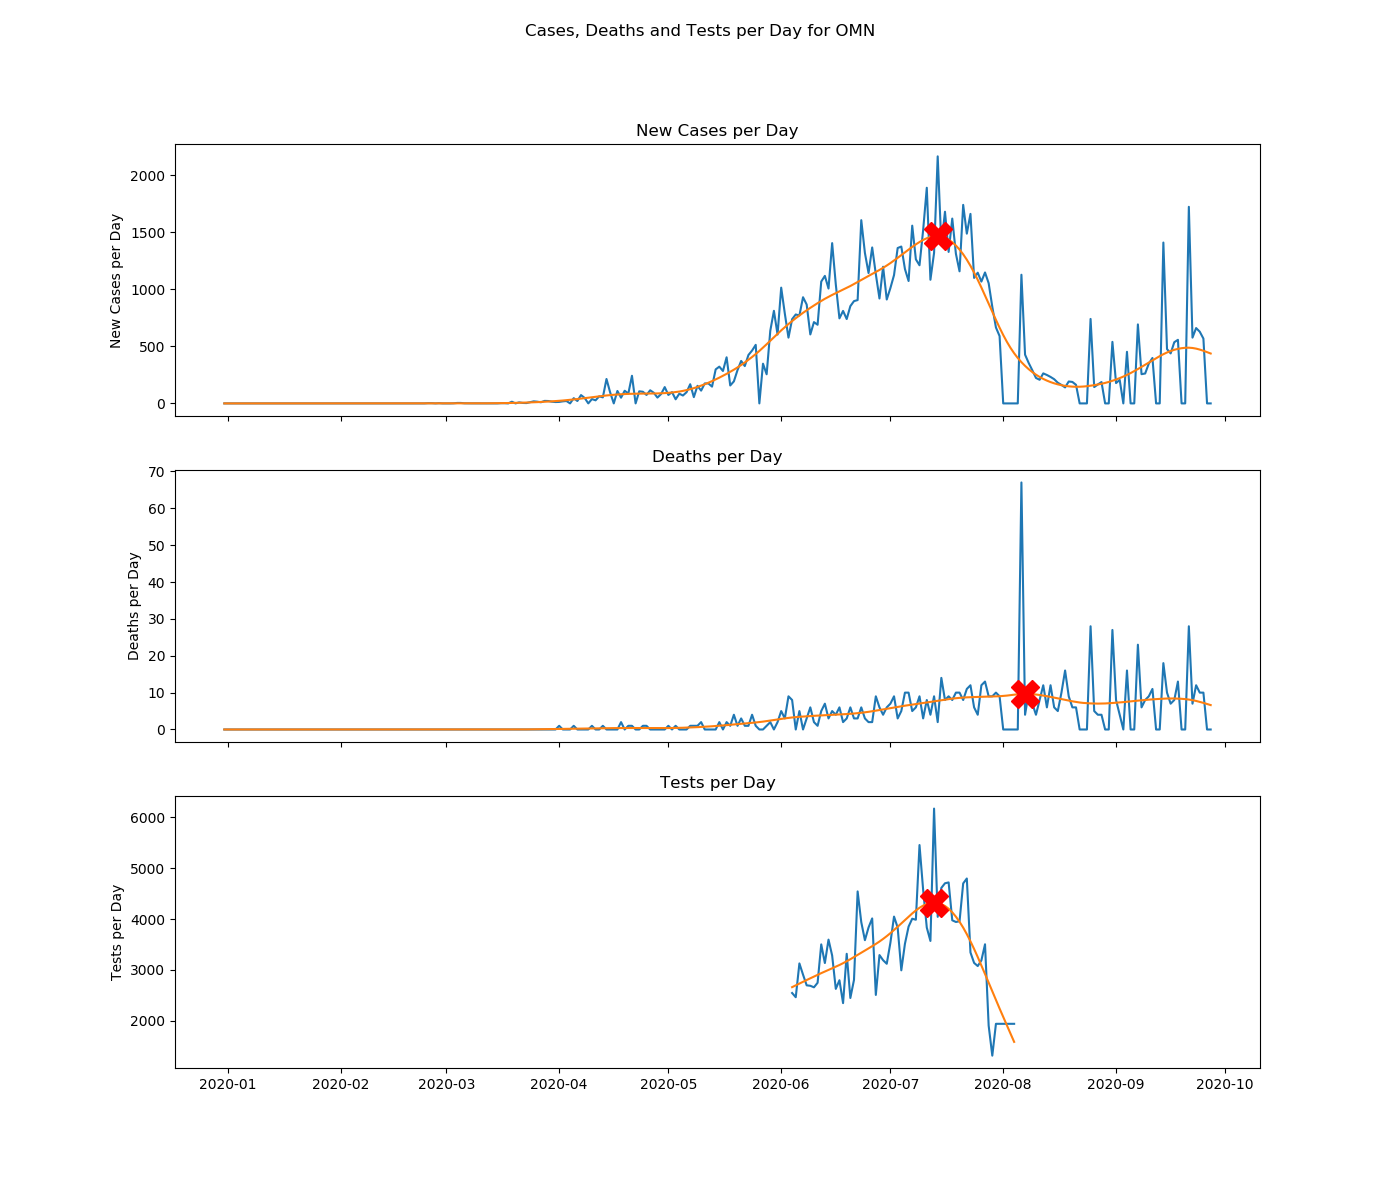 Cases, Deaths and Tests per Day for OMN
New Cases per Day
New Cases per Day
2000
1500
1000
500
0
Deaths per Day
Deaths per Day
70
60
50
40
30
20
10
0
Tests per Day
Tests per Day
6000
5000
4000
3000
2000
2020-01 2020-02 2020-03 2020-04 2020-05 2020-06 2020-07 2020-08 2020-09 2020-10